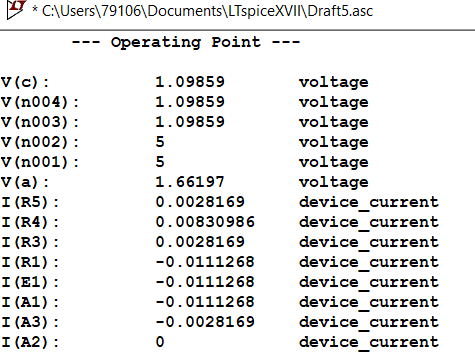 * C:\Users\79106\Documents\LTspiceXVII\Draft5.asc
--- Operating Point ---
V(c): 1.09859 voltage
V(n004): 1.09859 voltage
V(n003): 1.09859 voltage
V(n002): 5 voltage
V(n001): 5 voltage
V(a): 1.66197 voltage
I(R5): 0.0028169 device_current
I(R4): 0.00830986 device_current
I(R3): 0.0028169 device_current
I(R1): -0.0111268 device_current
I(E1): -0.0111268 device_current
I(A1): -0.0111268 device_current
I(A3): -0.0028169 device_current
I(A2): 0 device_current